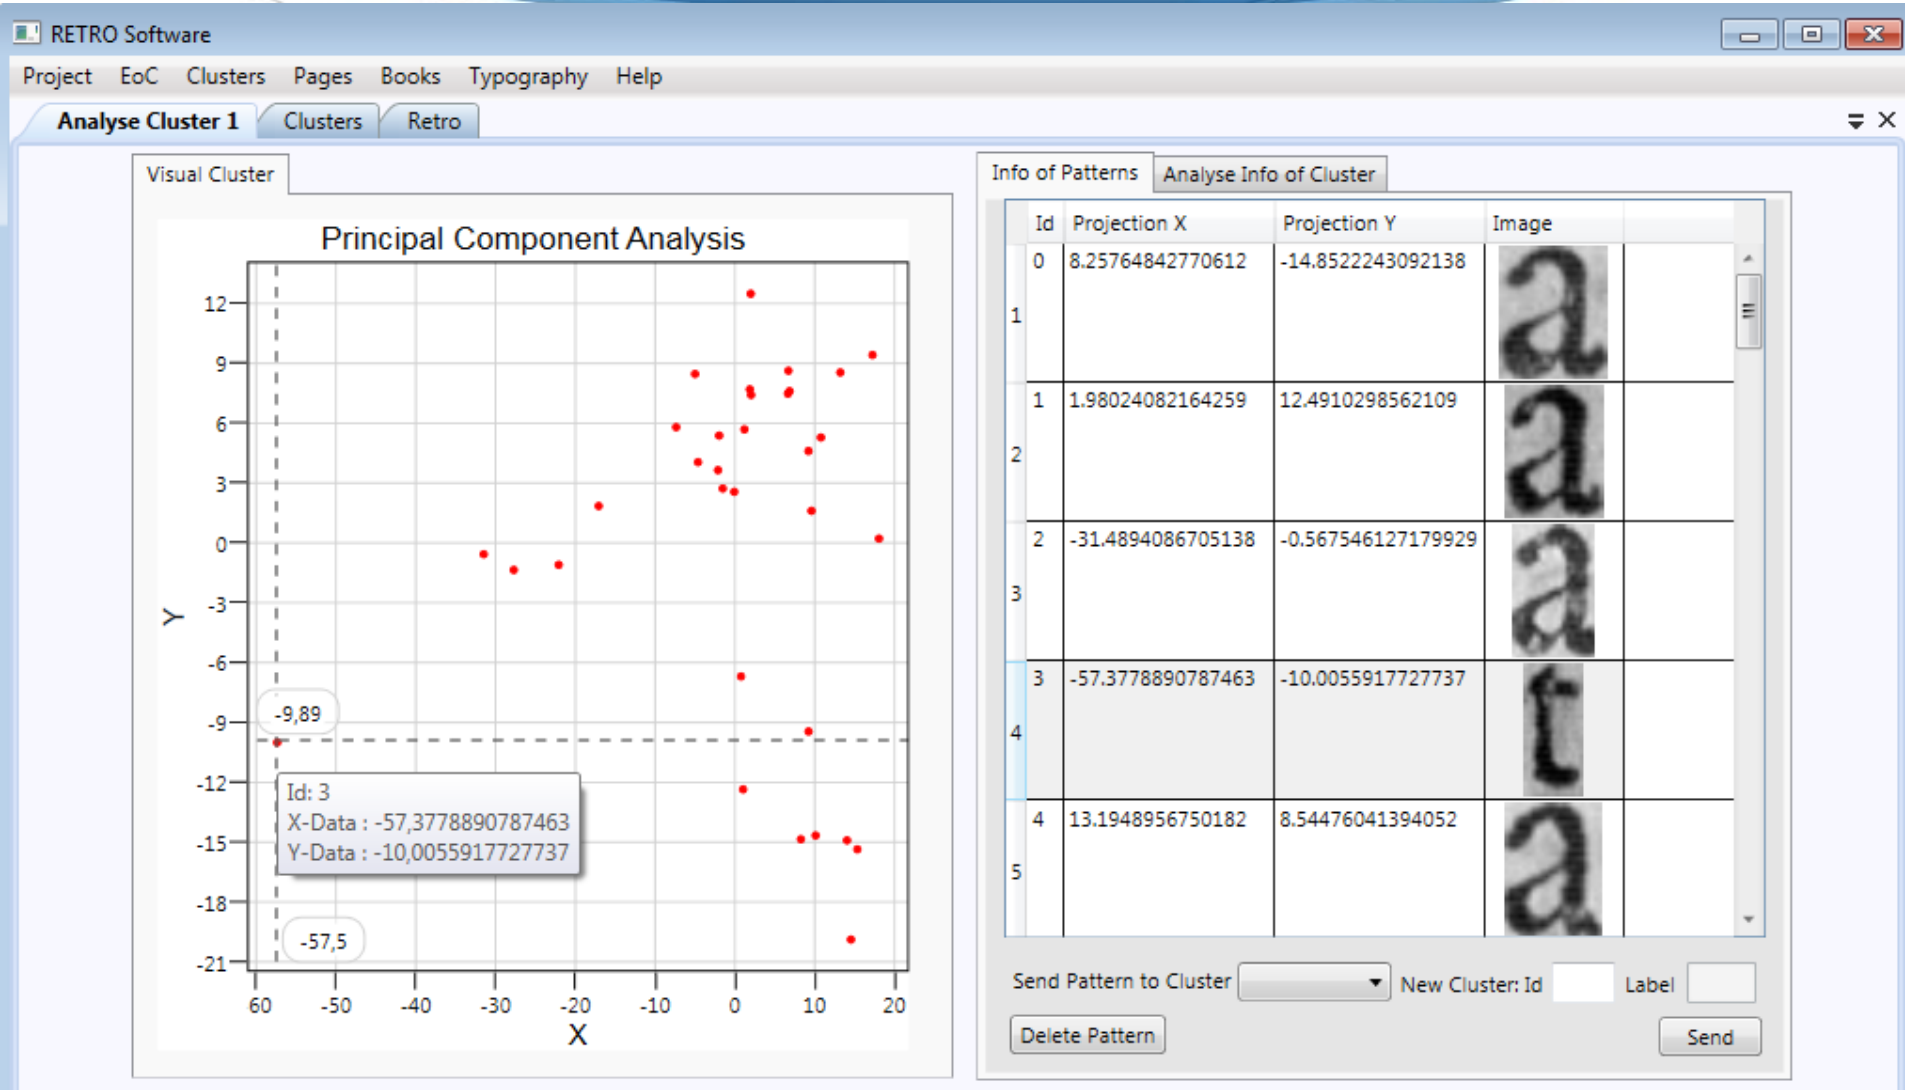 RETRO Software
Project EoC Clusters Pages Books Typography Help
Analyse Cluster 1 Clusters Retro
Visual Cluster
Principal Component Analysis
12
9
6
3
0
-3
-6
-9
-12
-15
-18
-21
Y
-9,89
Id: 3
X-Data : -57,3778890787463
Y-Data : -10,0055917727737
-57,5
60 -50 -40 -30 -20 -10 0 10 20
X
Info of Patterns Analyse Info of Cluster
Id Projection X Projection Y Image
1 0 8.25764842770612 -14.8522243092138 a
2 1 1.98024082164259 12.4910298562109 a
3 2 -31.4894086705138 -0.567546127179929 a
4 3 -57.3778890787463 -10.0055917727737 t
5 4 13.1948956750182 8.54476041394052 a
Send Pattern to Cluster New Cluster: Id Label
Delete Pattern Send